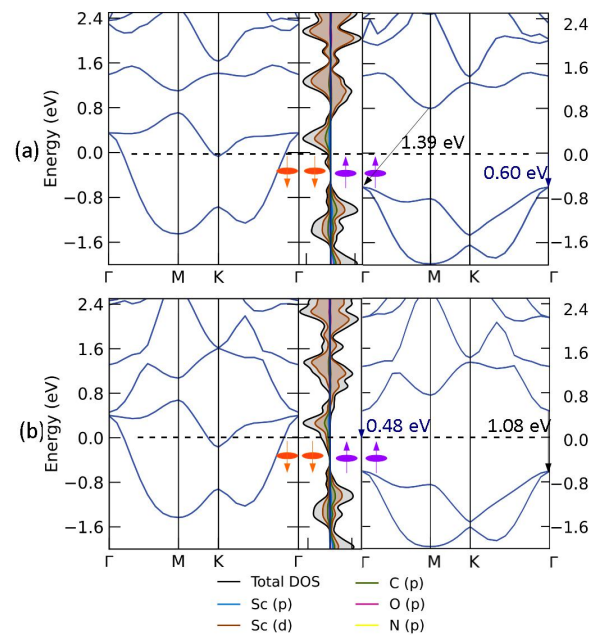 (a)
Energy (eV)
2.4
1.6
0.8
0.0
−0.8
−1.6
Γ M K Γ Γ M K Γ
2.4
1.6
0.8
0.0
-0.8
-1.6
1.39 eV
0.60 eV
(b)
Energy (eV)
2.4
1.6
0.8
0.0
−0.8
−1.6
Γ M K Γ Γ M K Γ
2.4
1.6
0.8
0.0
-0.8
-1.6
0.48 eV
1.08 eV
Total DOS
Sc (p)
Sc (d)
C (p)
O (p)
N (p)